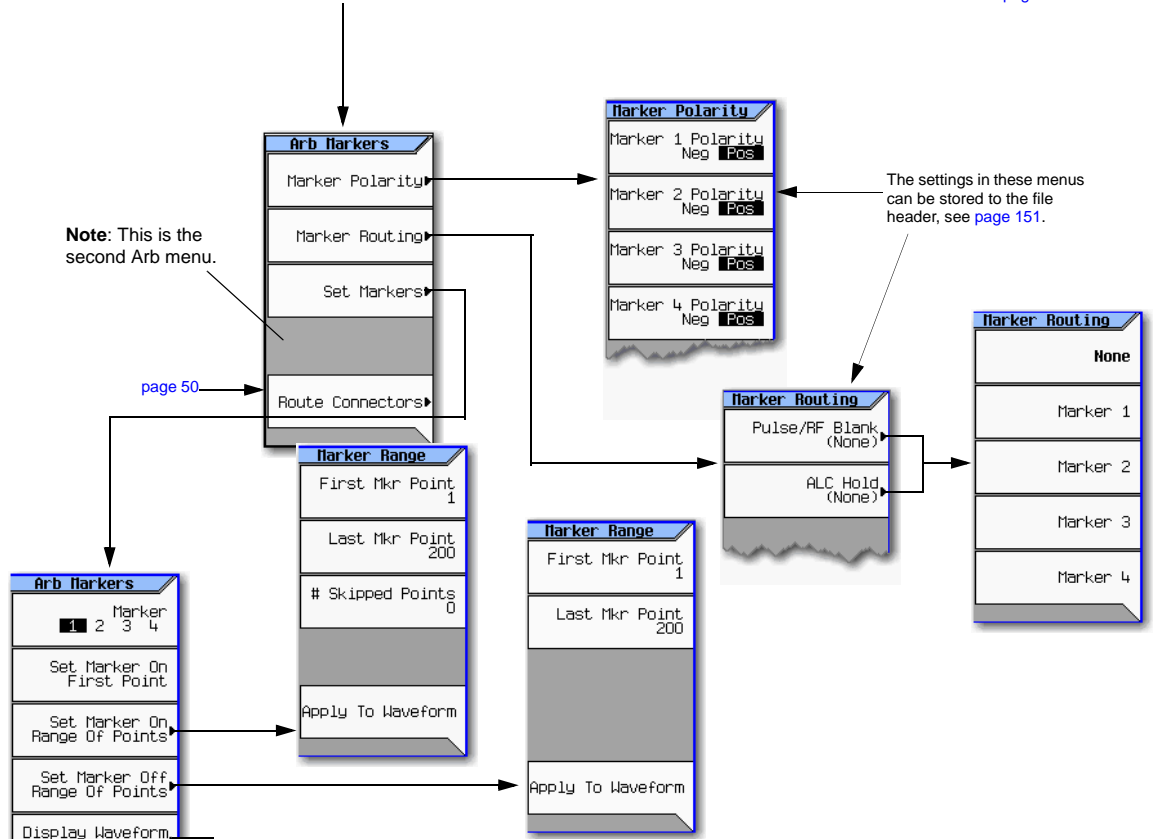 Arb Markers
Marker Polarity
Marker Routing
Set Markers
Route Connectors
Note: This is the
second Arb menu.
page 50
Marker Polarity
Marker 1 Polarity
Neg Pos
Marker 2 Polarity
Neg Pos
Marker 3 Polarity
Neg Pos
Marker 4 Polarity
Neg Pos
The settings in these menus
can be stored to the file
header, see page 151.
Marker Routing
Pulse/RF Blank
(None)
ALC Hold
(None)
Marker Routing
None
Marker 1
Marker 2
Marker 3
Marker 4
Marker Range
First Mkr Point
1
Last Mkr Point
200
# Skipped Points
0
Apply To Waveform
Marker Range
First Mkr Point
1
Last Mkr Point
200
Apply To Waveform
Arb Markers
Marker
1 2 3 4
Set Marker On
First Point
Set Marker On
Range Of Points
Set Marker Off
Range Of Points
Display Waveform